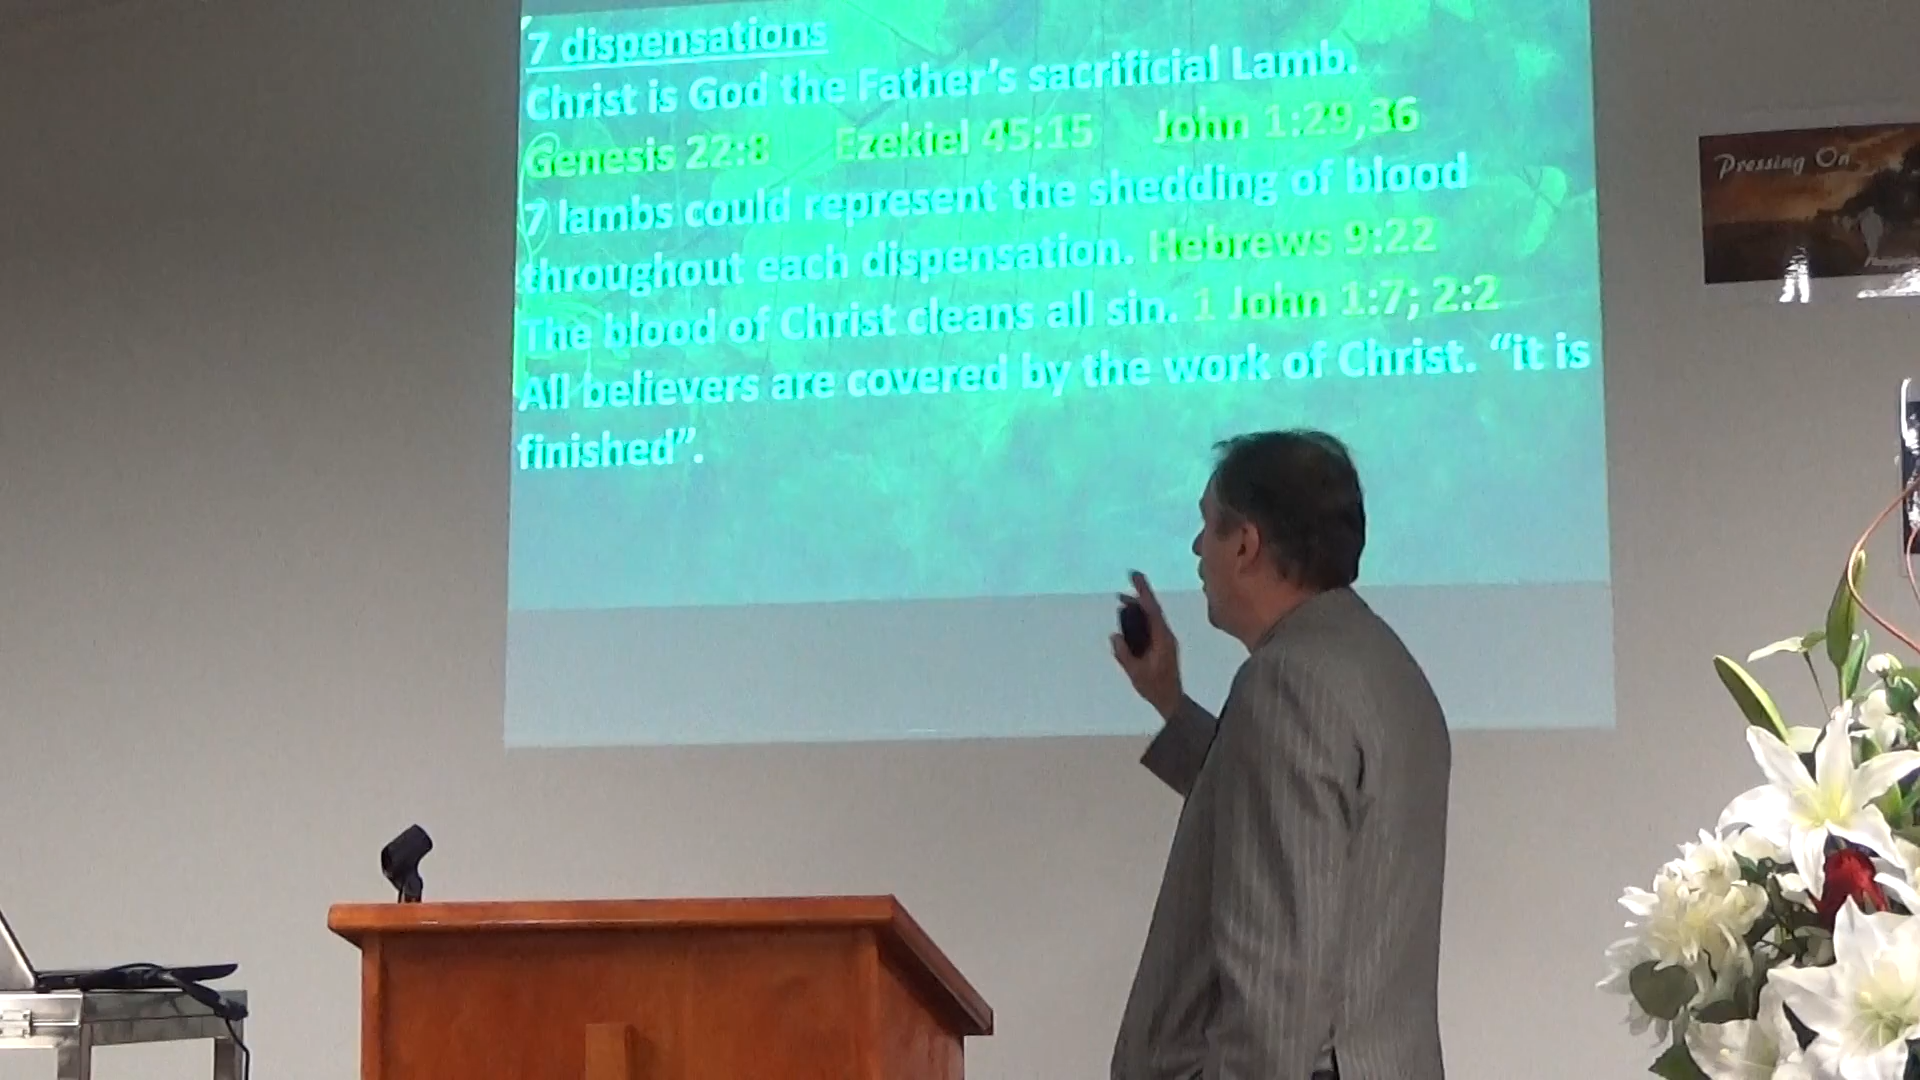 7 dispensations
Christ is God the Father's sacrificial Lamb.
Genesis 22:8 Ezekiel 45:15 John 1:29,36
7 lambs could represent the shedding of blood
throughout each dispensation. Hebrews 9:22
The blood of Christ cleans all sin. 1 John 1:7; 2:2
All believers are covered by the work of Christ. "it is
finished".
Pressing On